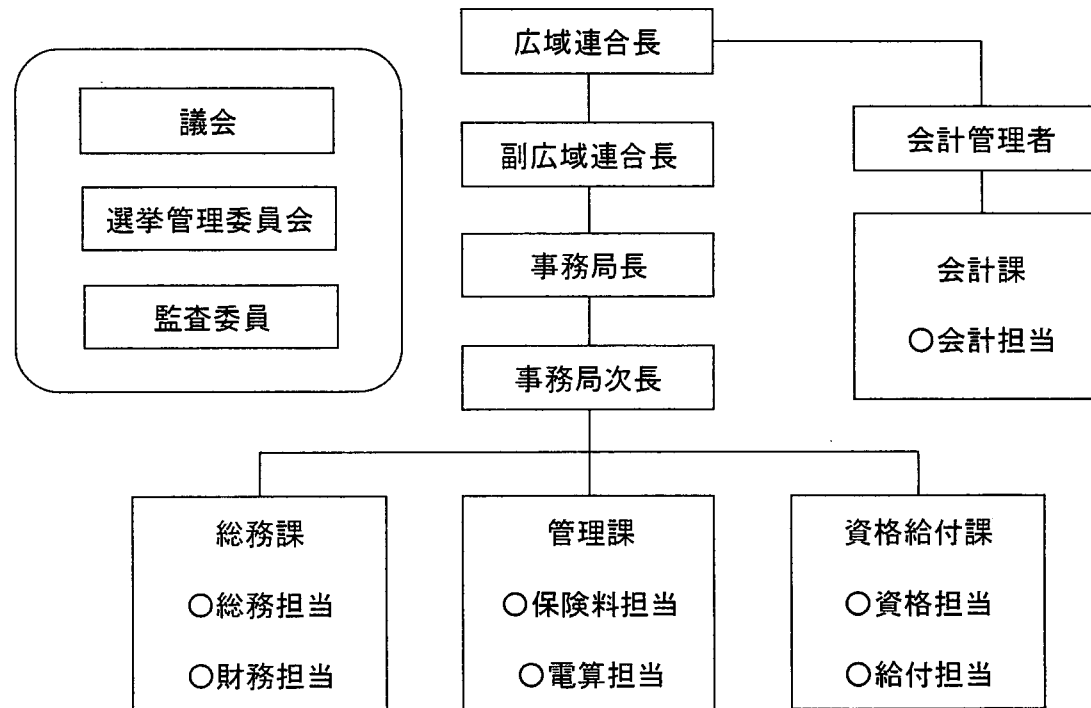 広域連合長
議会
選挙管理委員会
監査委員
副広域連合長
会計管理者
事務局長
会計課
○会計担当
事務局次長
総務課
○総務担当
○財務担当
管理課
○保険料担当
○電算担当
資格給付課
○資格担当
○給付担当